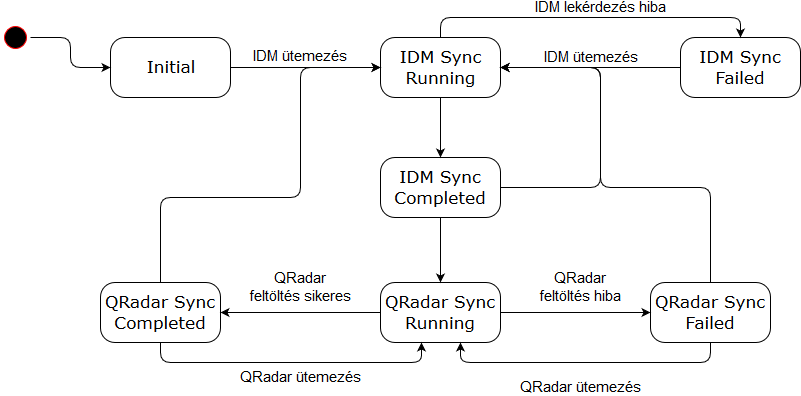 IDM lekérdezés hiba
Initial
IDM ütemezés
IDM Sync
Running
IDM ütemezés
IDM Sync
Failed
IDM Sync
Completed
QRadar
feltöltés sikeres
QRadar
feltöltés hiba
QRadar Sync
Completed
QRadar Sync
Running
QRadar Sync
Failed
QRadar ütemezés
QRadar ütemezés